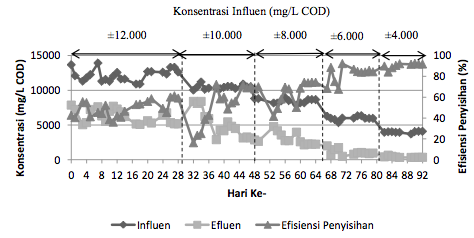 Konsentrasi Influen (mg/L COD)
±12.000 ±10.000 ±8.000 ±6.000 ±4.000
Konsentrasi (mg/L COD)
15000
10000
5000
0
100
80
60
40
20
0
Efisiensi Penyisihan (%)
0 4 8 12 16 20 24 28 32 36 40 44 48 52 56 60 64 68 72 76 80 84 88 92
Hari Ke-
Influen Efluen Efisiensi Penyisihan